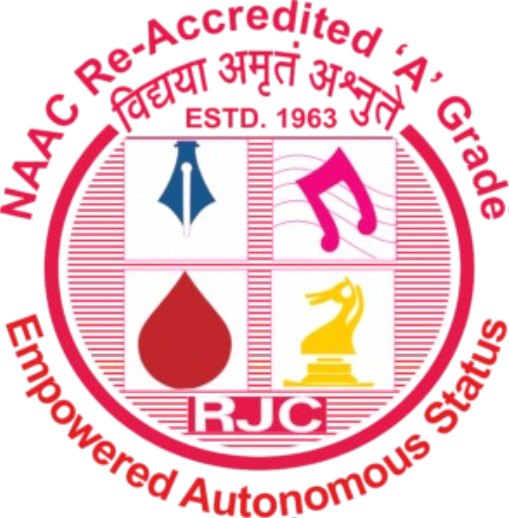 NAAC Re-Accredited 'A' Grade
विद्यया अमृतं अश्नुते
ESTD. 1963
RJC
Empowered Autonomous Status